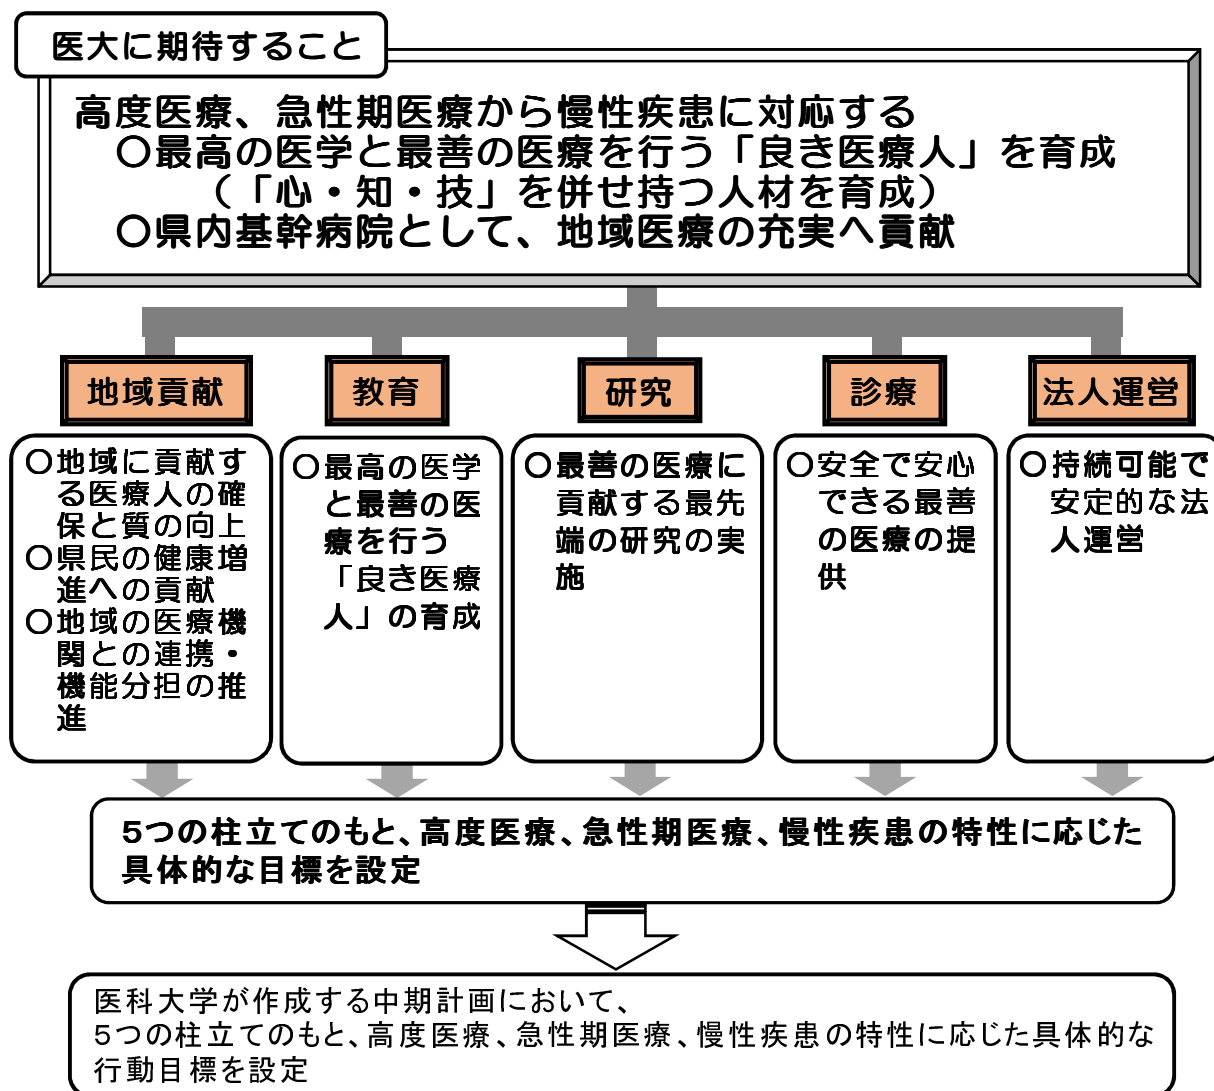 医大に期待すること
高度医療、急性期医療から慢性疾患に対応する
○最高の医学と最善の医療を行う「良き医療人」を育成
（「心・知・技」を併せ持つ人材を育成）
○県内基幹病院として、地域医療の充実へ貢献
地域貢献
○地域に貢献す
る医療人の確
保と質の向上
○県民の健康増
進への貢献
○地域の医療機
関との連携・
機能分担の推
進
教育
○最高の医学
と最善の医
療を行う
「良き医療
人」の育成
研究
○最善の医療に
貢献する最先
端の研究の実
施
診療
○安全で安心
できる最善
の医療の提
供
法人運営
○持続可能で
安定的な法
人運営
5つの柱立てのもと、高度医療、急性期医療、慢性疾患の特性に応じた
具体的な目標を設定
医科大学が作成する中期計画において、
5つの柱立てのもと、高度医療、急性期医療、慢性疾患の特性に応じた具体的な
行動目標を設定